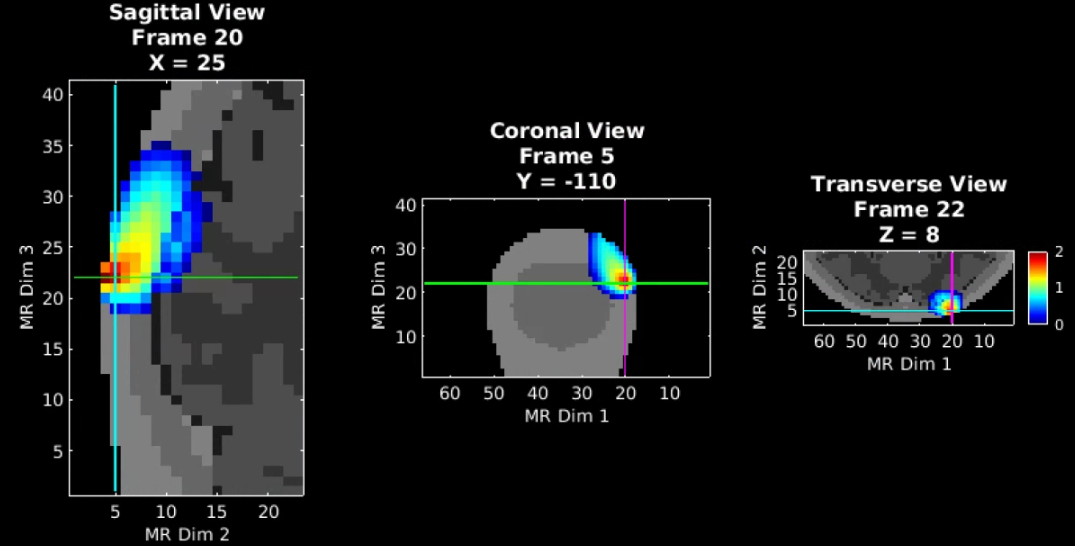 Sagittal View
Frame 20
X = 25
40
35
30
25
20
15
10
5
MR Dim 3
5 10 15 20
MR Dim 2
Coronal View
Frame 5
Y = -110
40
30
20
10
MR Dim 3
60 50 40 30 20 10
MR Dim 1
Transverse View
Frame 22
Z = 8
20
15
10
5
MR Dim 2
60 50 40 30 20 10
MR Dim 1
2
1
0